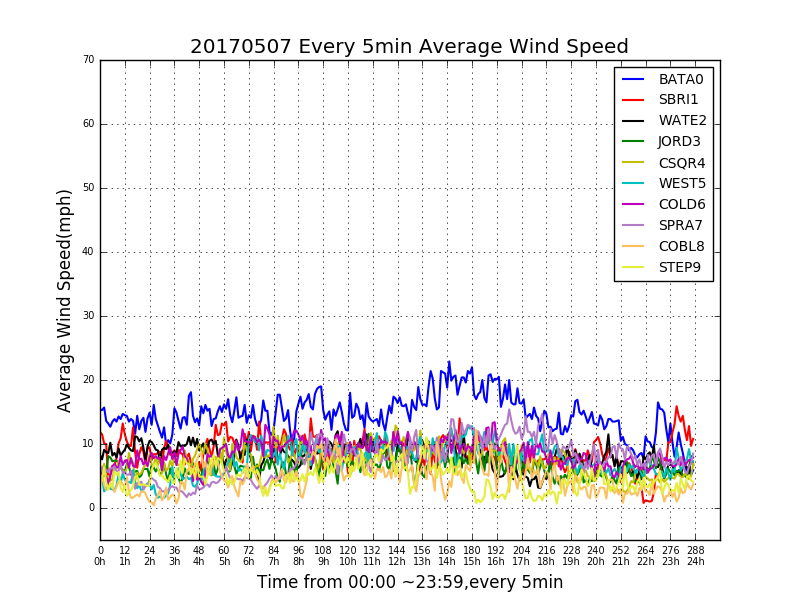 20170507 Every 5min Average Wind Speed
70
60
50
40
30
20
10
0
Average Wind Speed(mph)
BATA0
SBRI1
WATE2
JORD3
CSQR4
WEST5
COLD6
SPRA7
COBL8
STEP9
0 12 24 36 48 60 72 84 96 108 120 132 144 156 168 180 192 204 216 228 240 252 264 276 288
0h 1h 2h 3h 4h 5h 6h 7h 8h 9h 10h 11h 12h 13h 14h 15h 16h 17h 18h 19h 20h 21h 22h 23h 24h
Time from 00:00 ~23:59,every 5min